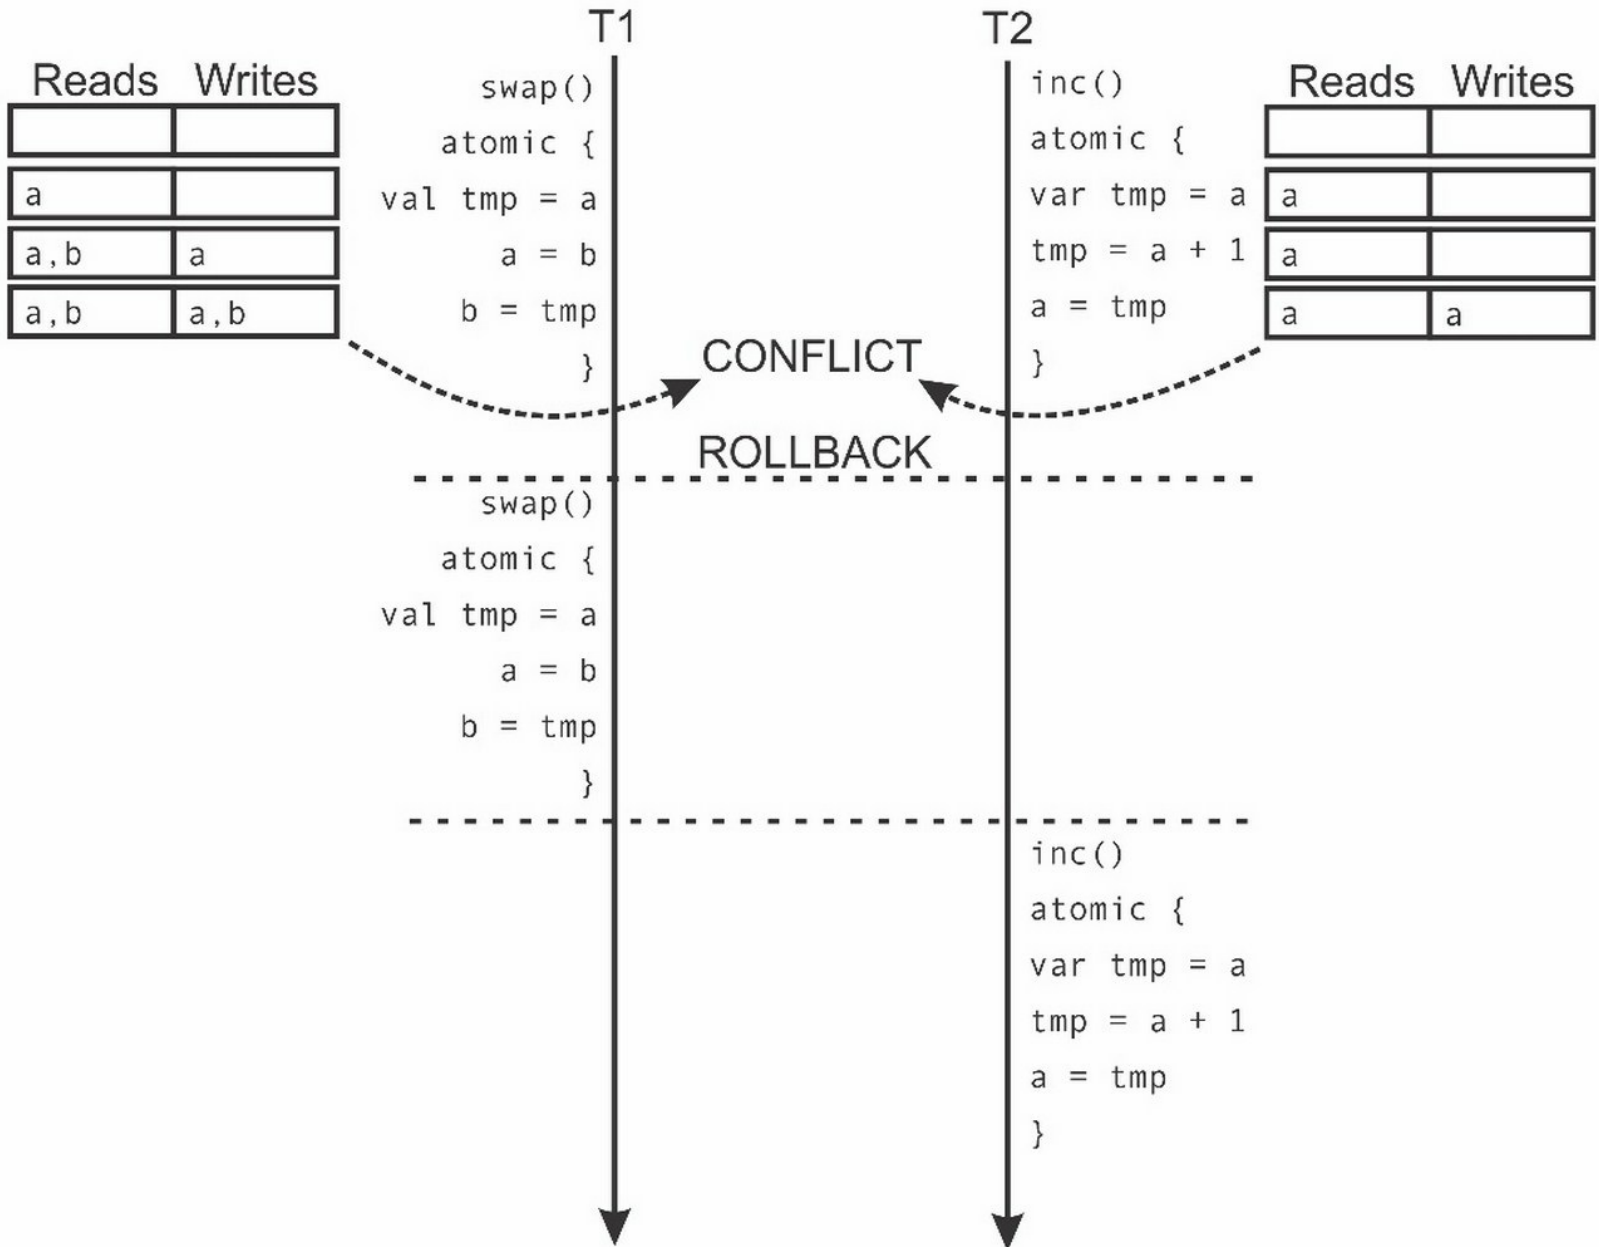 T1
T2
Reads Writes
a
a,b a
a,b a,b
swap()
atomic {
val tmp = a
a = b
b = tmp
}
inc()
atomic {
var tmp = a
tmp = a + 1
a = tmp
}
Reads Writes
a
a
a a
CONFLICT
ROLLBACK
swap()
atomic {
val tmp = a
a = b
b = tmp
}
inc()
atomic {
var tmp = a
tmp = a + 1
a = tmp
}